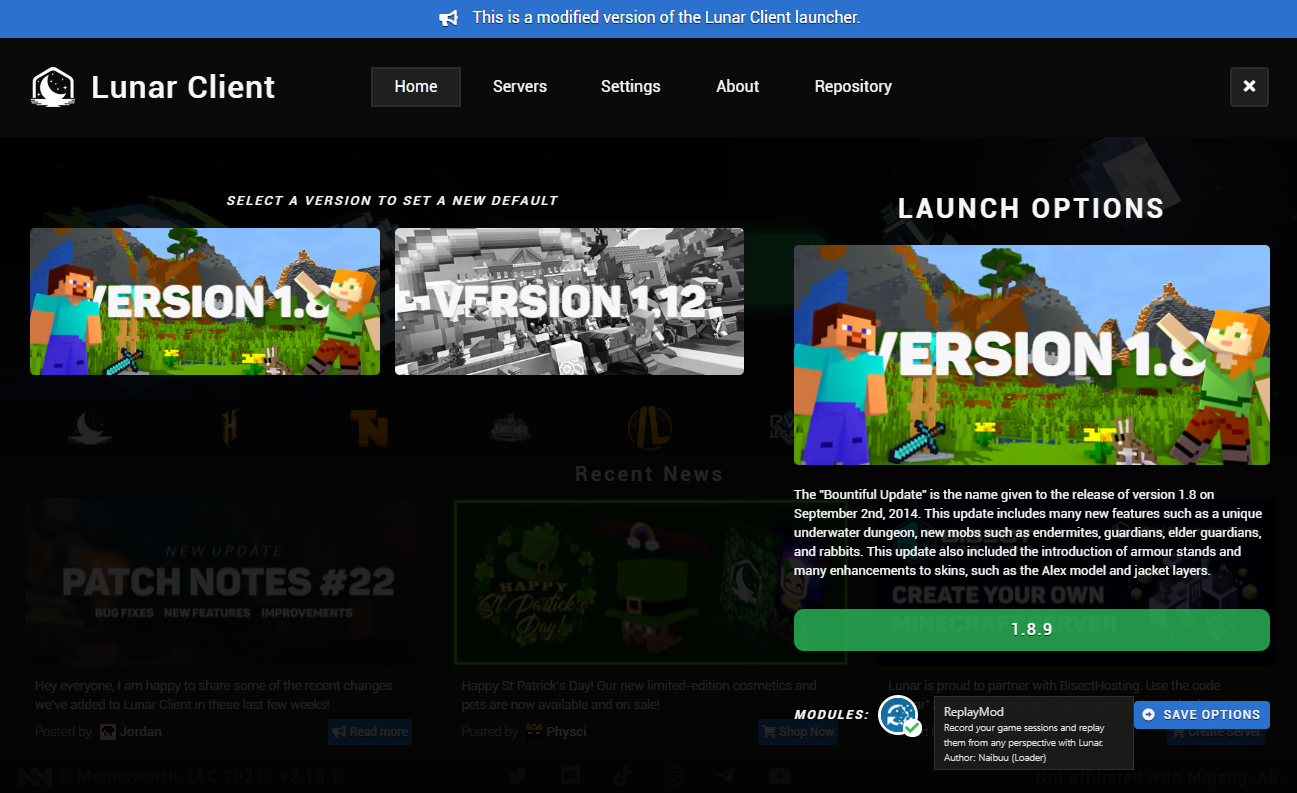 This is a modified version of the Lunar Client launcher.
Lunar Client
Home
Servers
Settings
About
Repository
SELECT A VERSION TO SET A NEW DEFAULT
VERSION 1.8
VERSION 1.12
LAUNCH OPTIONS
VERSION 1.8
The "Bountiful Update" is the name given to the release of version 1.8 on
September 2nd, 2014. This update includes many new features such as a unique
underwater dungeon, new mobs such as endermites, guardians, elder guardians,
and rabbits. This update also included the introduction of armour stands and
many enhancements to skins, such as the Alex model and jacket layers.
1.8.9
MODULES:
ReplayMod
Record your game sessions and replay
them from any perspective with Lunar.
Author: Naibuu (Loader)
SAVE OPTIONS
Recent News
NEW UPDATE
PATCH NOTES #22
BUG FIXES NEW FEATURES IMPROVEMENTS
Hey everyone, I am happy to share some of the recent changes
we've added to Lunar Client in these last few weeks!
Posted by Jordan
Read more
HAPPY
St. Patrick's
Day!
Happy St Patrick's Day! Our new limited-edition cosmetics and
pets are now available and on sale!
Posted by Physci
Shop Now
CREATE YOUR OWN
MINECRAFT SERVER
Lunar is proud to partner with BisectHosting. Use the code
Create Server
© Moonsworth, LLC 2023 • v2.15.1
Not affiliated with Mojang, AB